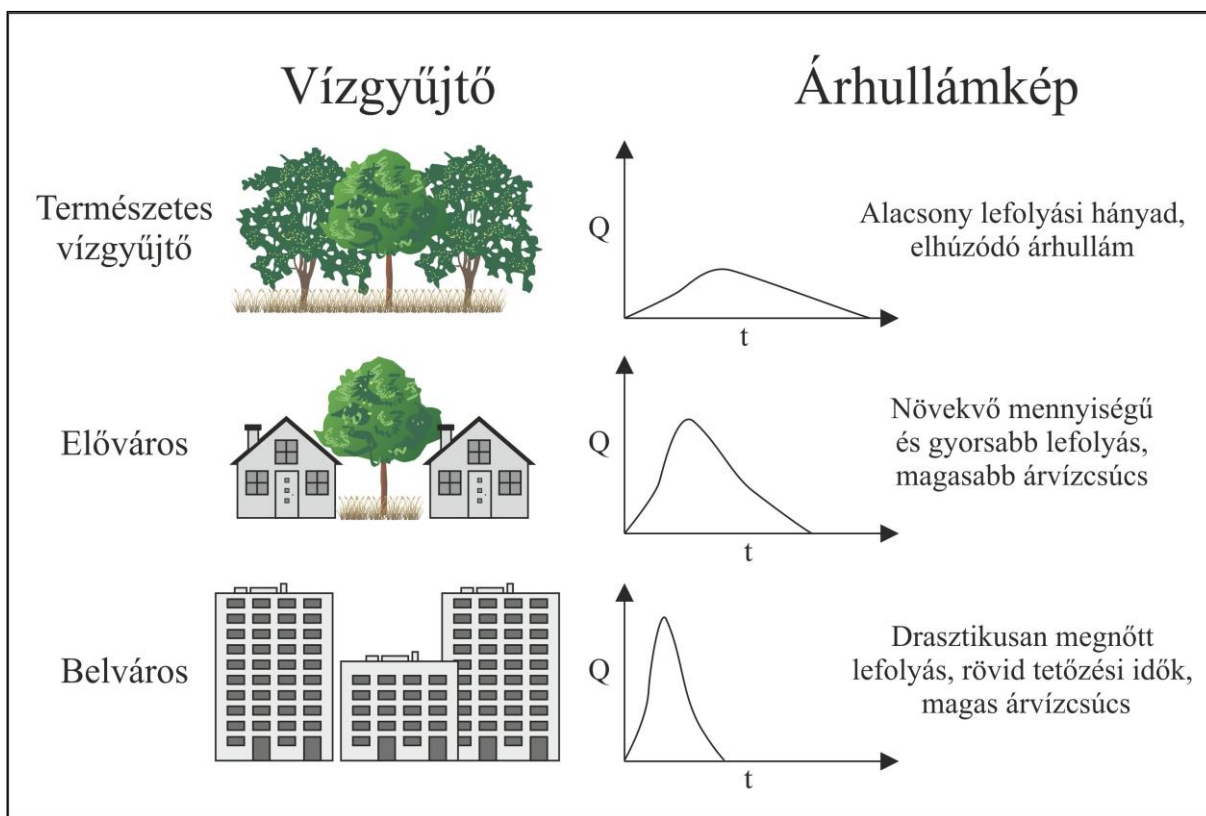 Vízgyűjtő
Árhullámkép
Természetes
vízgyűjtő
Q
t
Alacsony lefolyási hányad,
elhúzódó árhullám
Előváros
Q
t
Növekvő mennyiségű
és gyorsabb lefolyás,
magasabb árvízcsúcs
Belváros
Q
t
Drasztikusan megnőtt
lefolyás, rövid tetőzési idők,
magas árvízcsúcs